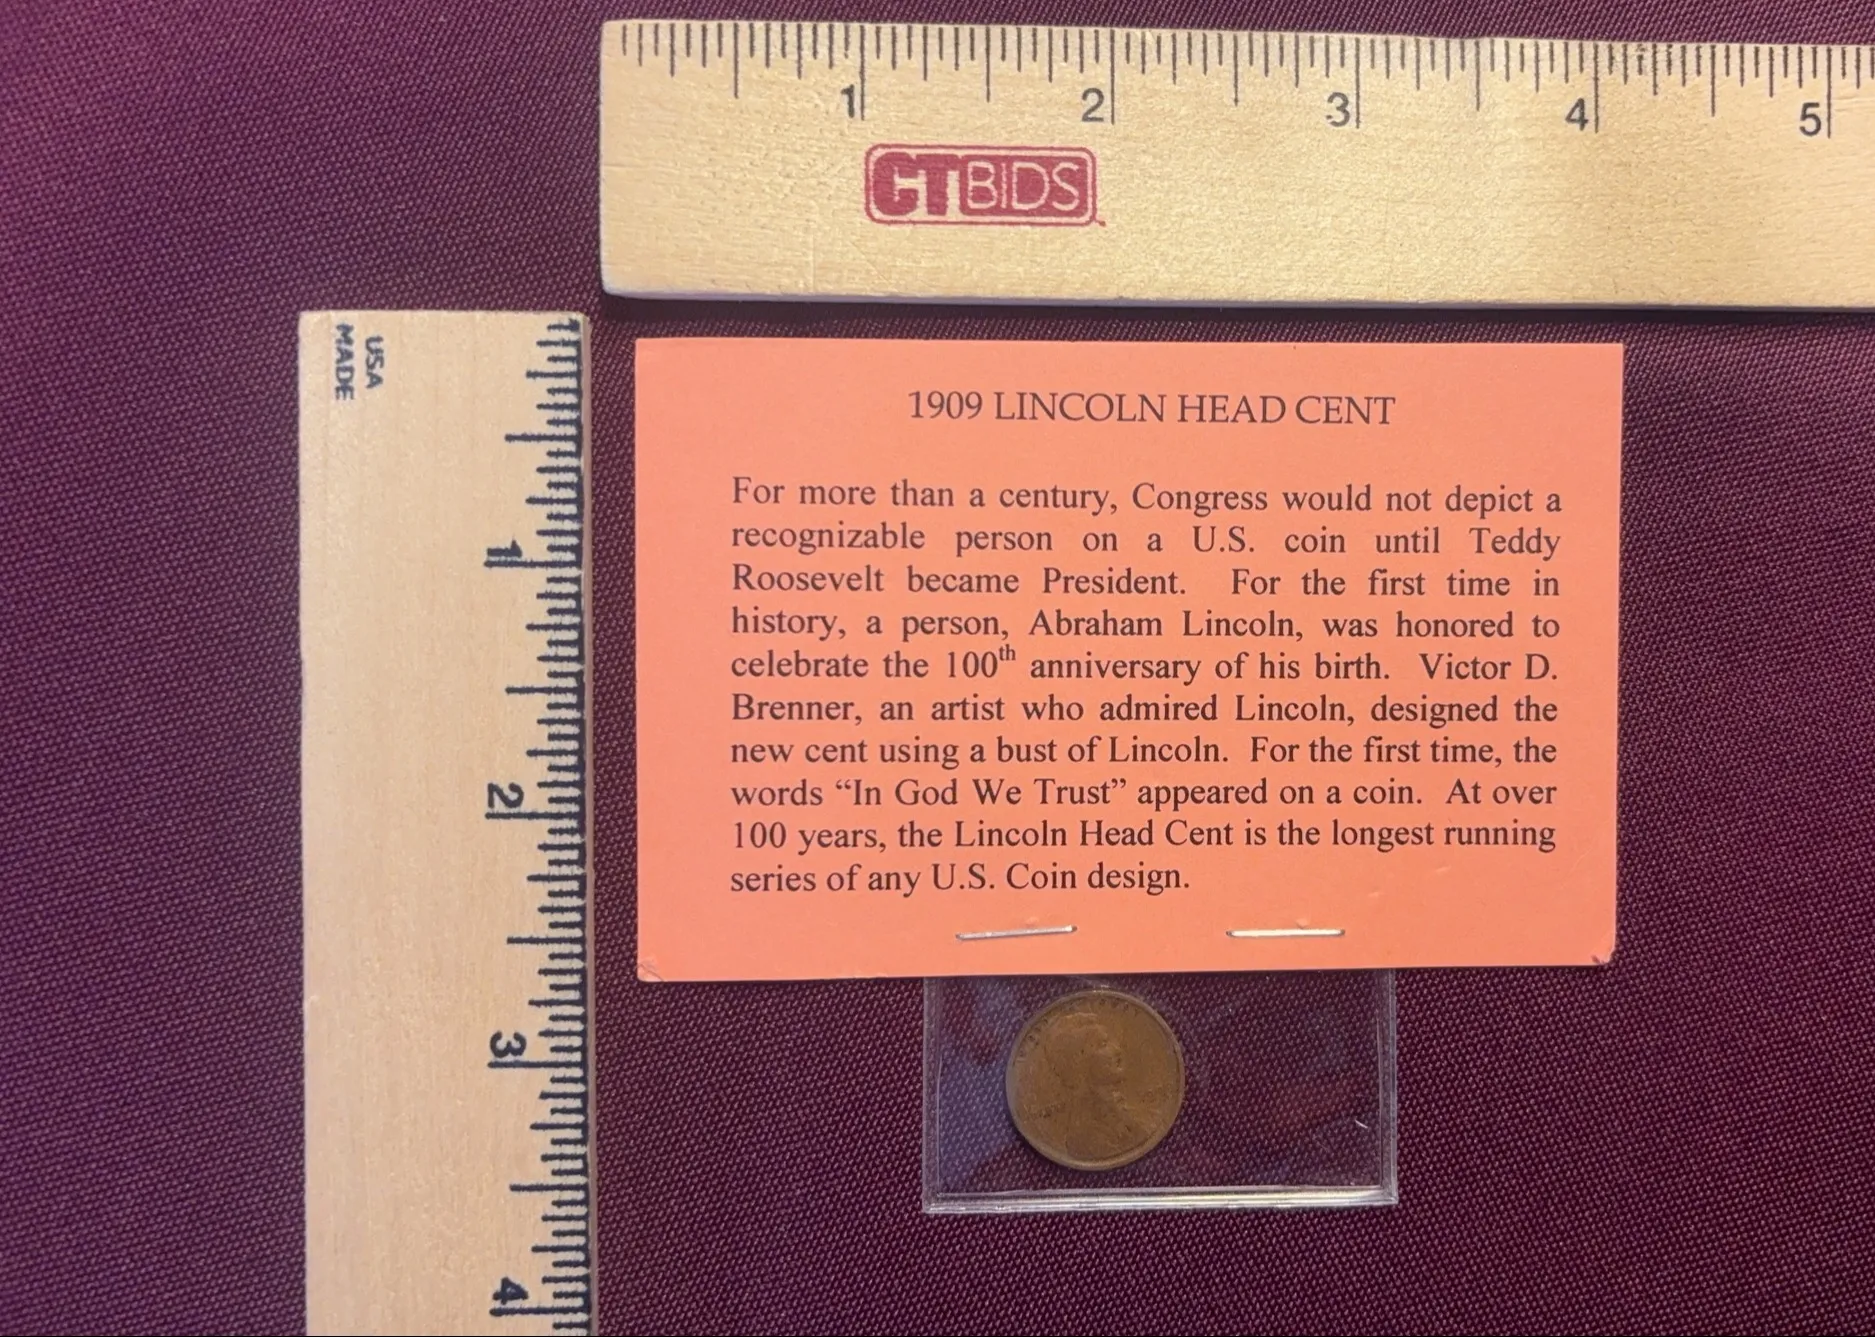 1 2 3 4 5
CTBIDS
USA
MADE
1
2
3
4
1909 LINCOLN HEAD CENT
For more than a century, Congress would not depict a
recognizable person on a U.S. coin until Teddy
Roosevelt became President. For the first time in
history, a person, Abraham Lincoln, was honored to
celebrate the 100th anniversary of his birth. Victor D.
Brenner, an artist who admired Lincoln, designed the
new cent using a bust of Lincoln. For the first time, the
words “In God We Trust” appeared on a coin. At over
100 years, the Lincoln Head Cent is the longest running
series of any U.S. Coin design.